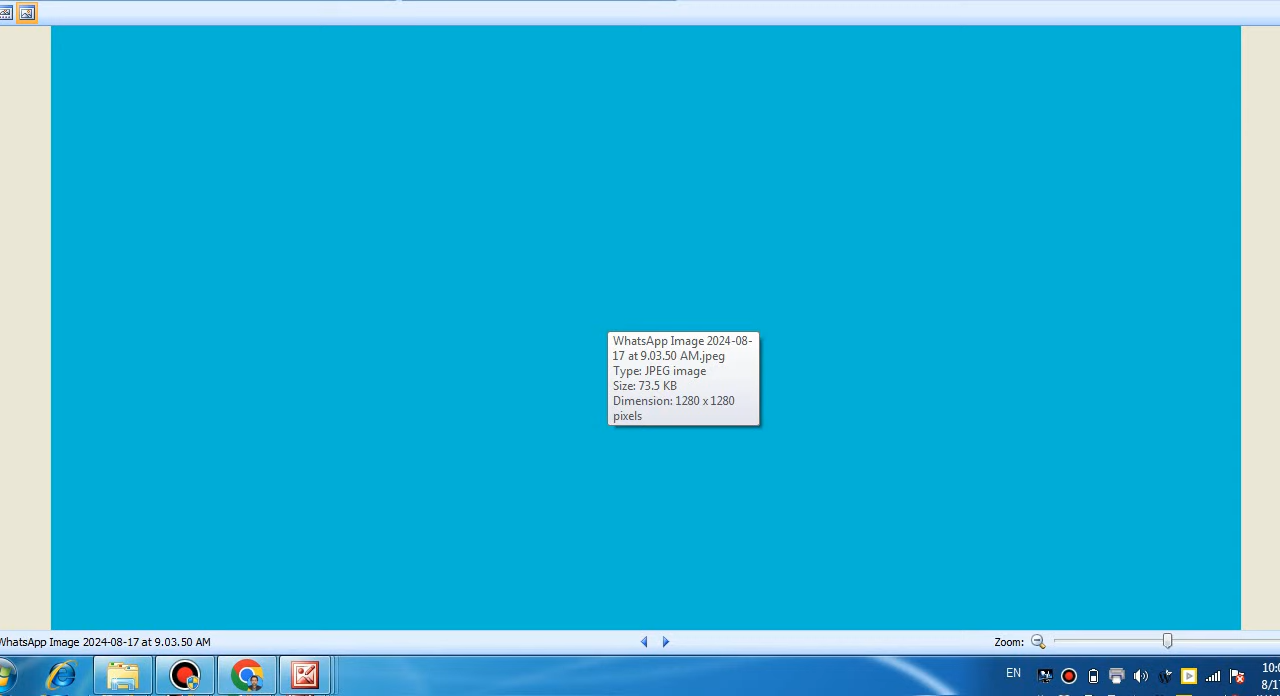 WhatsApp Image 2024-08-
17 at 9.03.50 AM.jpeg
Type: JPEG image
Size: 73.5 KB
Dimension: 1280 x 1280
pixels
WhatsApp Image 2024-08-17 at 9.03.50 AM
Zoom:
EN